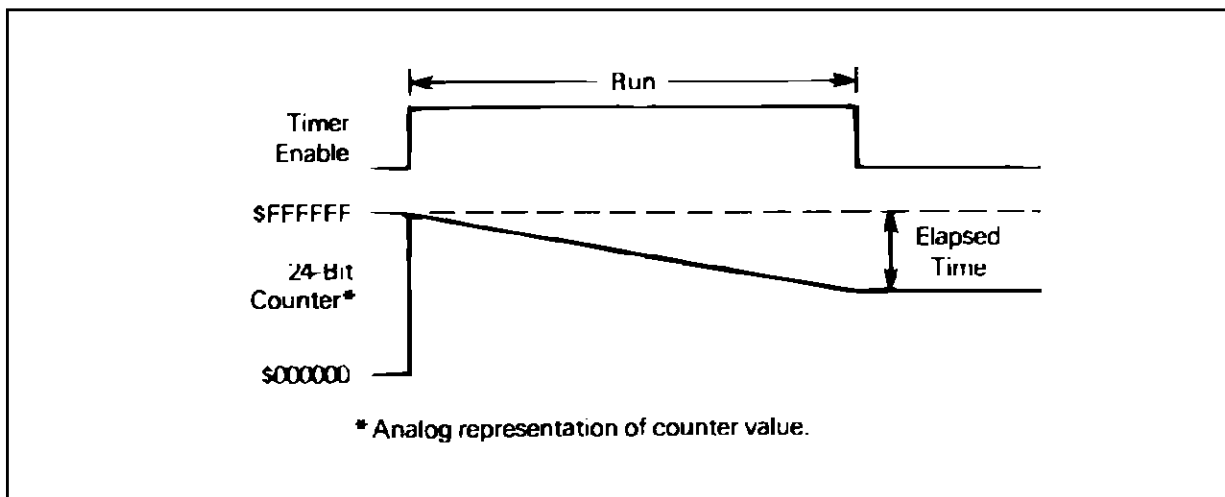 Run
Timer
Enable
$FFFFFF
Elapsed
Time
24-Bit
Counter*
$000000
* Analog representation of counter value.